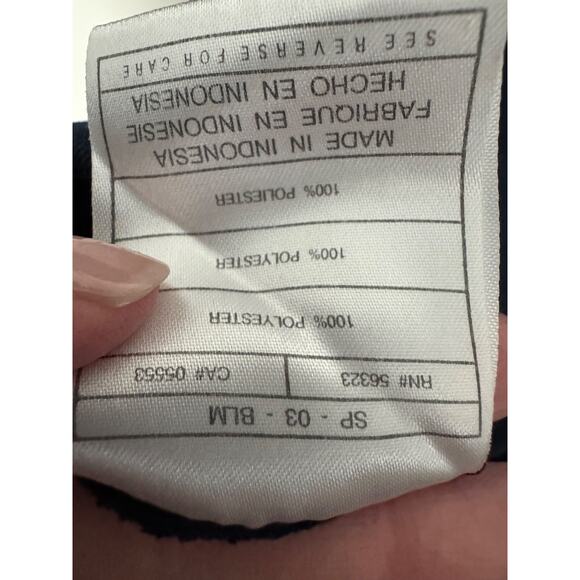 SP - 03 - BLM
RN# 56323 CA# 05553
100% POLYESTER
100% POLYESTER
100% POLIESTER
MADE IN INDONESIA
FABRIQUE EN INDONESIE
HECHO EN INDONESIA
SEE REVERSE FOR CARE